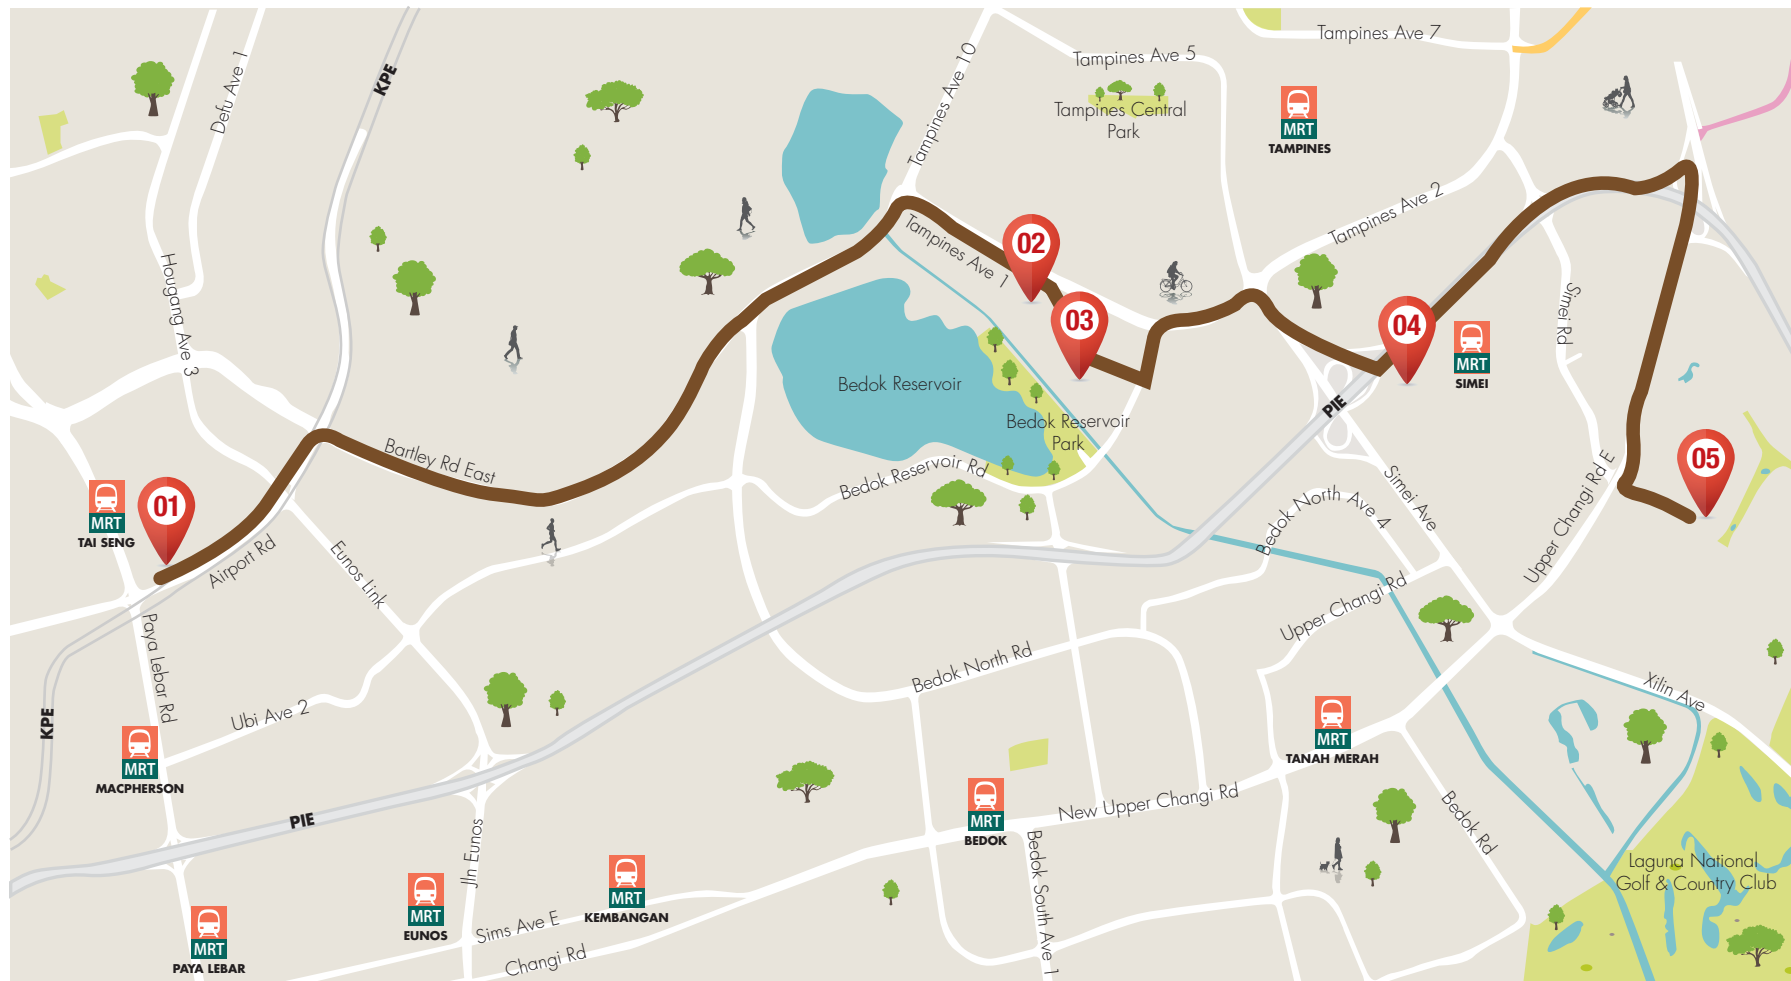 Defu Ave 1
KPE
Tampines Ave 10
Tampines Ave 5
Tampines Ave 7
Tampines Central
Park
MRT
TAMPINES
Tampines Ave 2
Hougang Ave 3
Tampines Ave 1
02
03
04
MRT
SIMEI
Simei Rd
Bedok Reservoir
Bedok Reservoir
Park
PIE
Bartley Rd East
Bedok Reservoir Rd
Simei Ave
Upper Changi Rd E
05
01
MRT
TAI SENG
Airport Rd
Eunos Link
Bedok North Ave 4
Upper Changi Rd
Paya Lebar Rd
KPE
Ubi Ave 2
Bedok North Rd
Xilin Ave
MRT
MACPHERSON
MRT
TANAH MERAH
PIE
New Upper Changi Rd
MRT
BEDOK
Bedok Rd
Jln Eunos
Bedok South Ave 1
Laguna National
Golf & Country Club
MRT
EUNOS
MRT
KEMBANGAN
Sims Ave E
Changi Rd
MRT
PAYA LEBAR